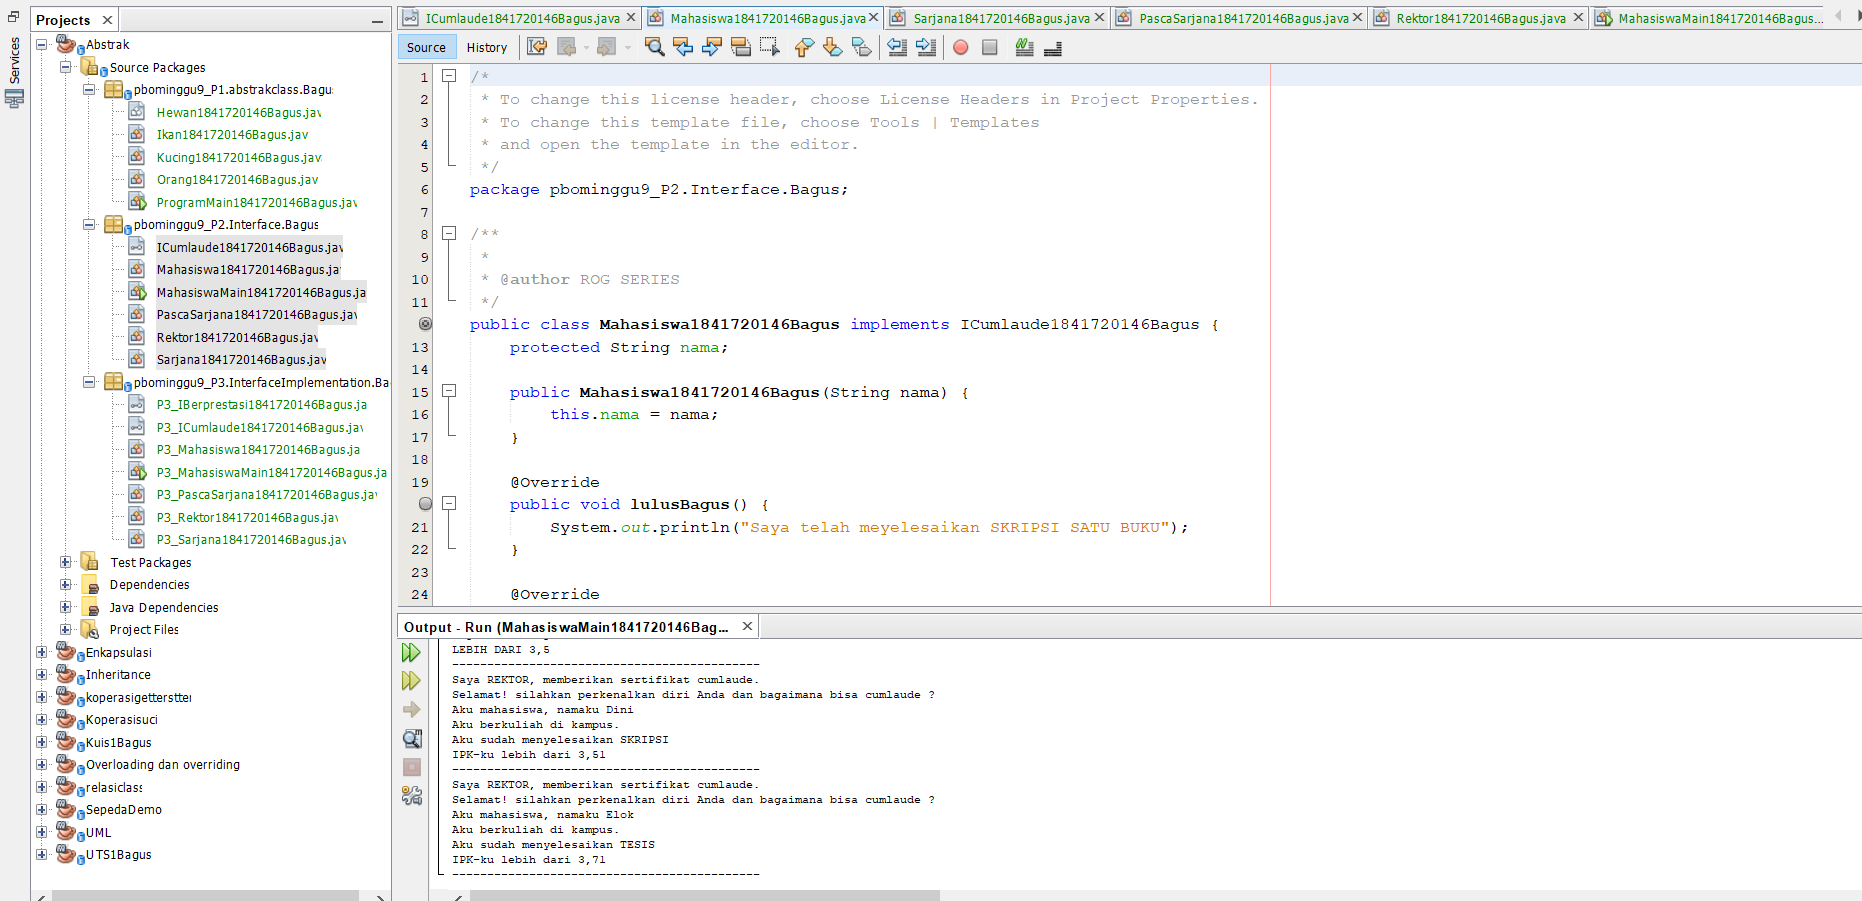 Services
Projects
Abstrak
Source Packages
pbominggu9_P1.abstrakclass.Bagu
Hewan1841720146Bagus.jav
Ikan1841720146Bagus.jav
Kucing1841720146Bagus.jav
Orang1841720146Bagus.jav
ProgramMain1841720146Bagus.jav
pbominggu9_P2.Interface.Bagus
ICumlaude1841720146Bagus.jav
Mahasiswa1841720146Bagus.jav
MahasiswaMain1841720146Bagus.ja
PascaSarjana1841720146Bagus.jav
Rektor1841720146Bagus.jav
Sarjana1841720146Bagus.jav
pbominggu9_P3.InterfaceImplementation.Ba
P3_IBerprestasi1841720146Bagus.ja
P3_ICumlaude1841720146Bagus.jav
P3_Mahasiswa1841720146Bagus.ja
P3_MahasiswaMain1841720146Bagus.ja
P3_PascaSarjana1841720146Bagus.jav
P3_Rektor1841720146Bagus.jav
P3_Sarjana1841720146Bagus.jav
Test Packages
Dependencies
Java Dependencies
Project Files
Enkapsulasi
Inheritance
koperasigetterstter
Koperasisuci
Kuis1Bagus
Overloading dan overriding
relasiclass
SepedaDemo
UML
UTS1Bagus
ICumlaude1841720146Bagus.java Mahasiswa1841720146Bagus.java Sarjana1841720146Bagus.java PascaSarjana1841720146Bagus.java Rektor1841720146Bagus.java MahasiswaMain1841720146Bagus...
Source History
1 /*
2 * To change this license header, choose License Headers in Project Properties.
3 * To change this template file, choose Tools | Templates
4 * and open the template in the editor.
5 */
6 package pbominggu9_P2.Interface.Bagus;
7
8 /**
9 *
10 * @author ROG SERIES
11 */
public class Mahasiswa1841720146Bagus implements ICumlaude1841720146Bagus {
13 protected String nama;
14
15 public Mahasiswa1841720146Bagus(String nama) {
16 this.nama = nama;
17 }
18
19 @Override
public void lulusBagus() {
21 System.out.println("Saya telah meyelesaikan SKRIPSI SATU BUKU");
22 }
23
24 @Override
Output - Run (MahasiswaMain1841720146Bag...
LEBIH DARI 3,5
--------------------------------------------
Saya REKTOR, memberikan sertifikat cumlaude.
Selamat! silahkan perkenalkan diri Anda dan bagaimana bisa cumlaude ?
Aku mahasiswa, namaku Dini
Aku berkuliah di kampus.
Aku sudah menyelesaikan SKRIPSI
IPK-ku lebih dari 3,51
--------------------------------------------
Saya REKTOR, memberikan sertifikat cumlaude.
Selamat! silahkan perkenalkan diri Anda dan bagaimana bisa cumlaude ?
Aku mahasiswa, namaku Elok
Aku berkuliah di kampus.
Aku sudah menyelesaikan TESIS
IPK-ku lebih dari 3,71
--------------------------------------------